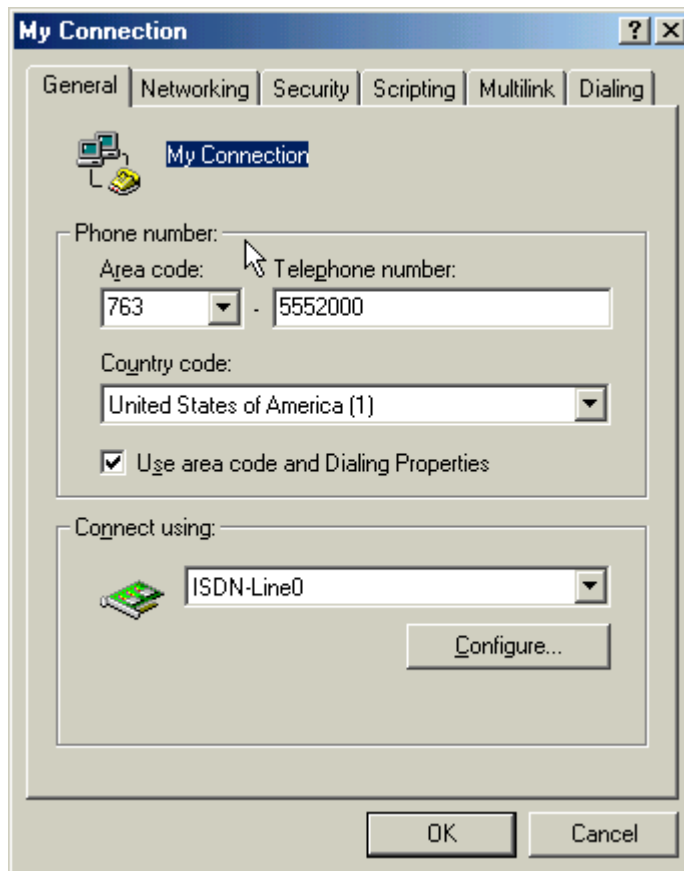 My Connection
General Networking Security Scripting Multilink Dialing
My Connection
Phone number:
Area code: Telephone number:
763 - 5552000
Country code:
United States of America (1)
Use area code and Dialing Properties
Connect using:
ISDN-Line0
Configure...
OK Cancel